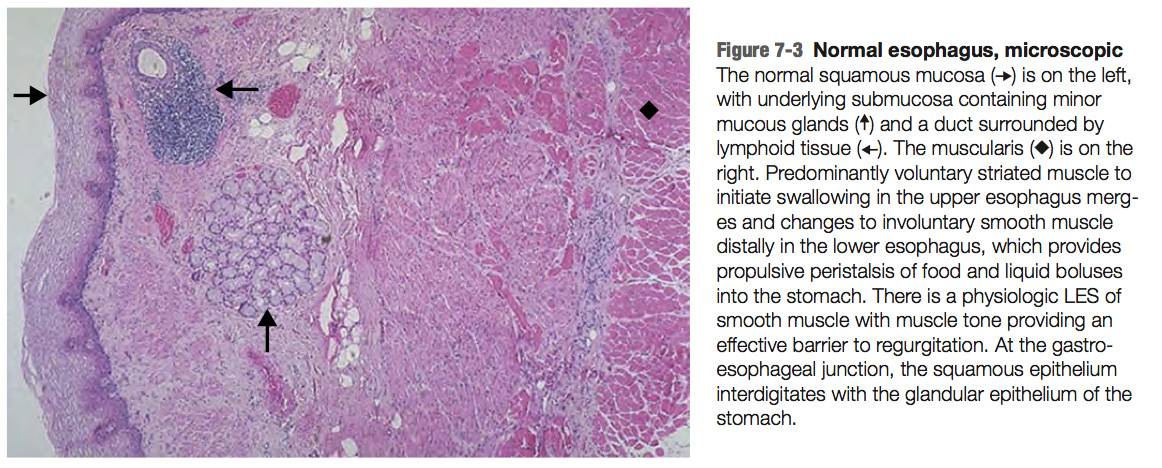 Figure 7-3 Normal esophagus, microscopic
The normal squamous mucosa (→) is on the left,
with underlying submucosa containing minor
mucous glands (↑) and a duct surrounded by
lymphoid tissue (←). The muscularis (◆) is on the
right. Predominantly voluntary striated muscle to
initiate swallowing in the upper esophagus merg-
es and changes to involuntary smooth muscle
distally in the lower esophagus, which provides
propulsive peristalsis of food and liquid boluses
into the stomach. There is a physiologic LES of
smooth muscle with muscle tone providing an
effective barrier to regurgitation. At the gastro-
esophageal junction, the squamous epithelium
interdigitates with the glandular epithelium of the
stomach.